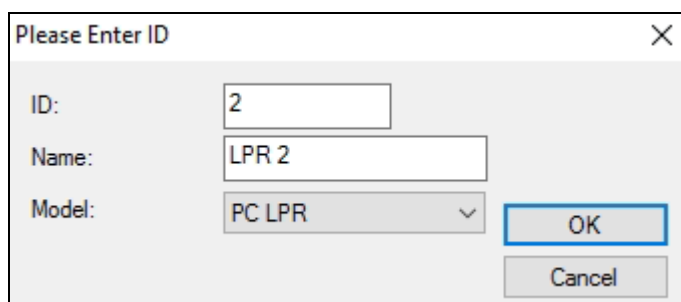 Please Enter ID
ID: 2
Name: LPR 2
Model: PC LPR
OK
Cancel